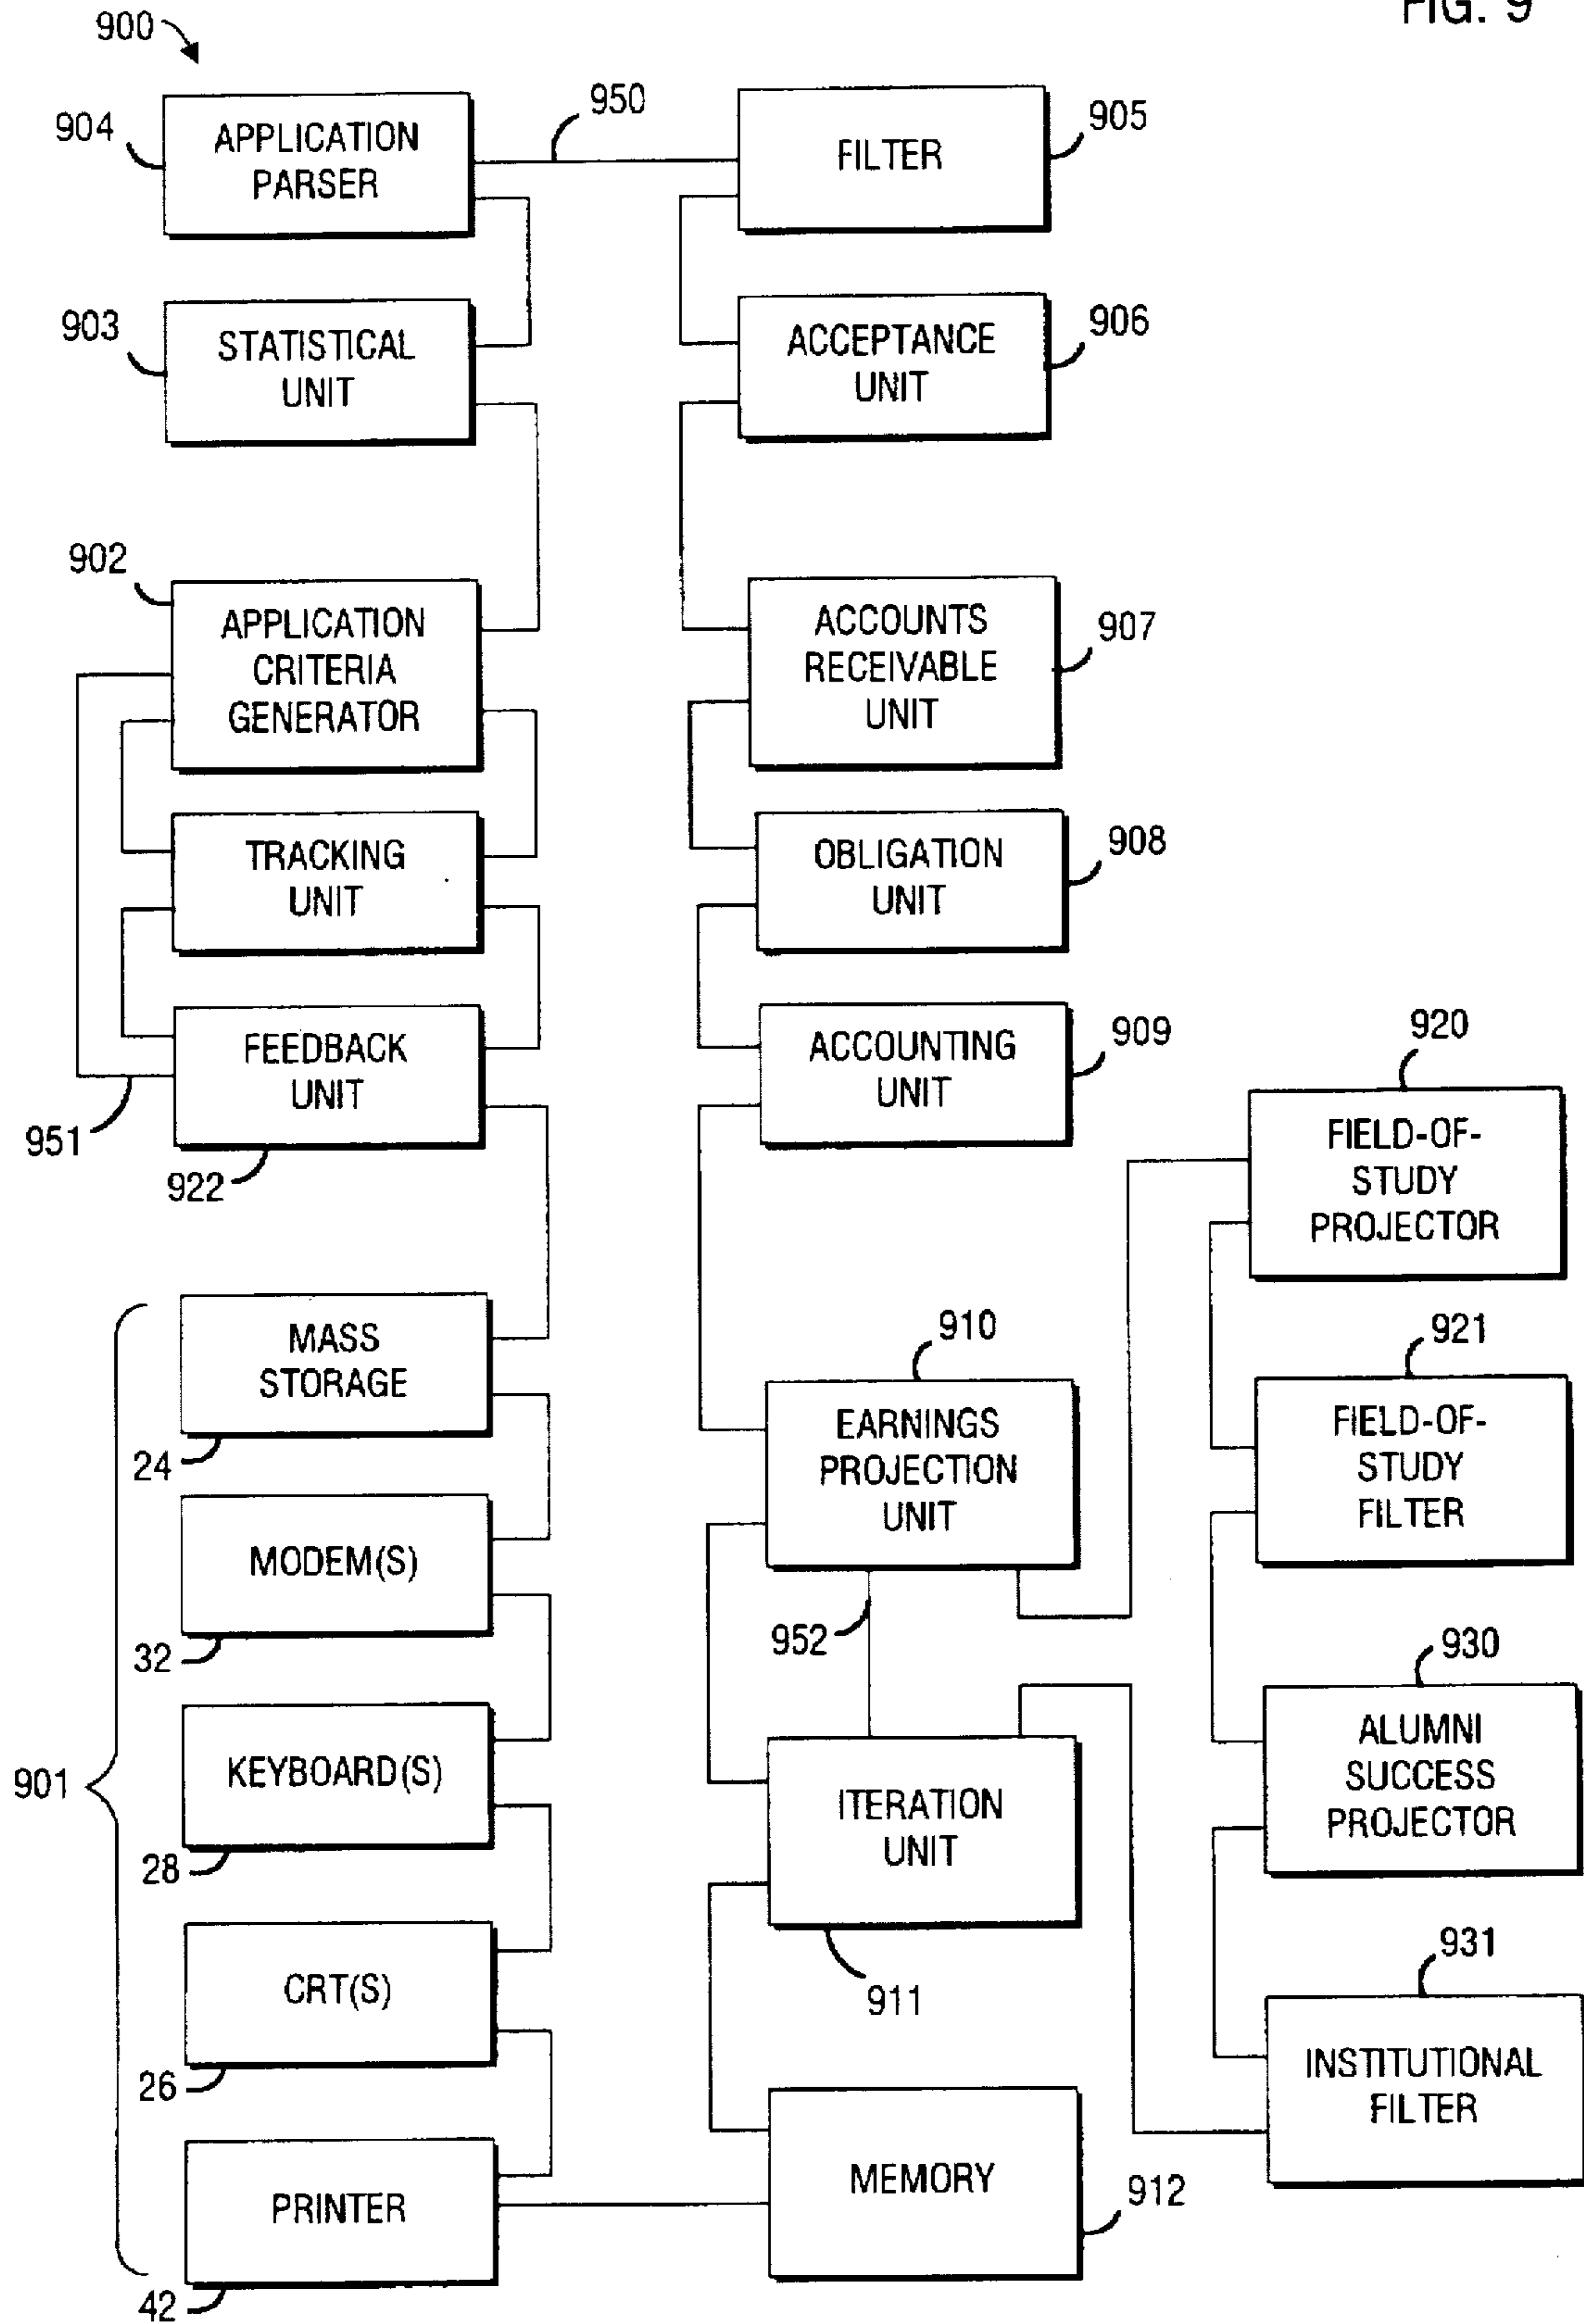 FIG. 9
900
904
APPLICATION
PARSER
950
FILTER
905
903
STATISTICAL
UNIT
ACCEPTANCE
UNIT
906
902
APPLICATION
CRITERIA
GENERATOR
ACCOUNTS
RECEIVABLE
UNIT
907
TRACKING
UNIT
OBLIGATION
UNIT
908
FEEDBACK
UNIT
951
922
ACCOUNTING
UNIT
909
920
FIELD-OF-
STUDY
PROJECTOR
901
MASS
STORAGE
24
910
EARNINGS
PROJECTION
UNIT
921
FIELD-OF-
STUDY
FILTER
MODEM(S)
32
952
930
ALUMNI
SUCCESS
PROJECTOR
KEYBOARD(S)
28
ITERATION
UNIT
911
CRT(S)
26
931
INSTITUTIONAL
FILTER
PRINTER
42
MEMORY
912